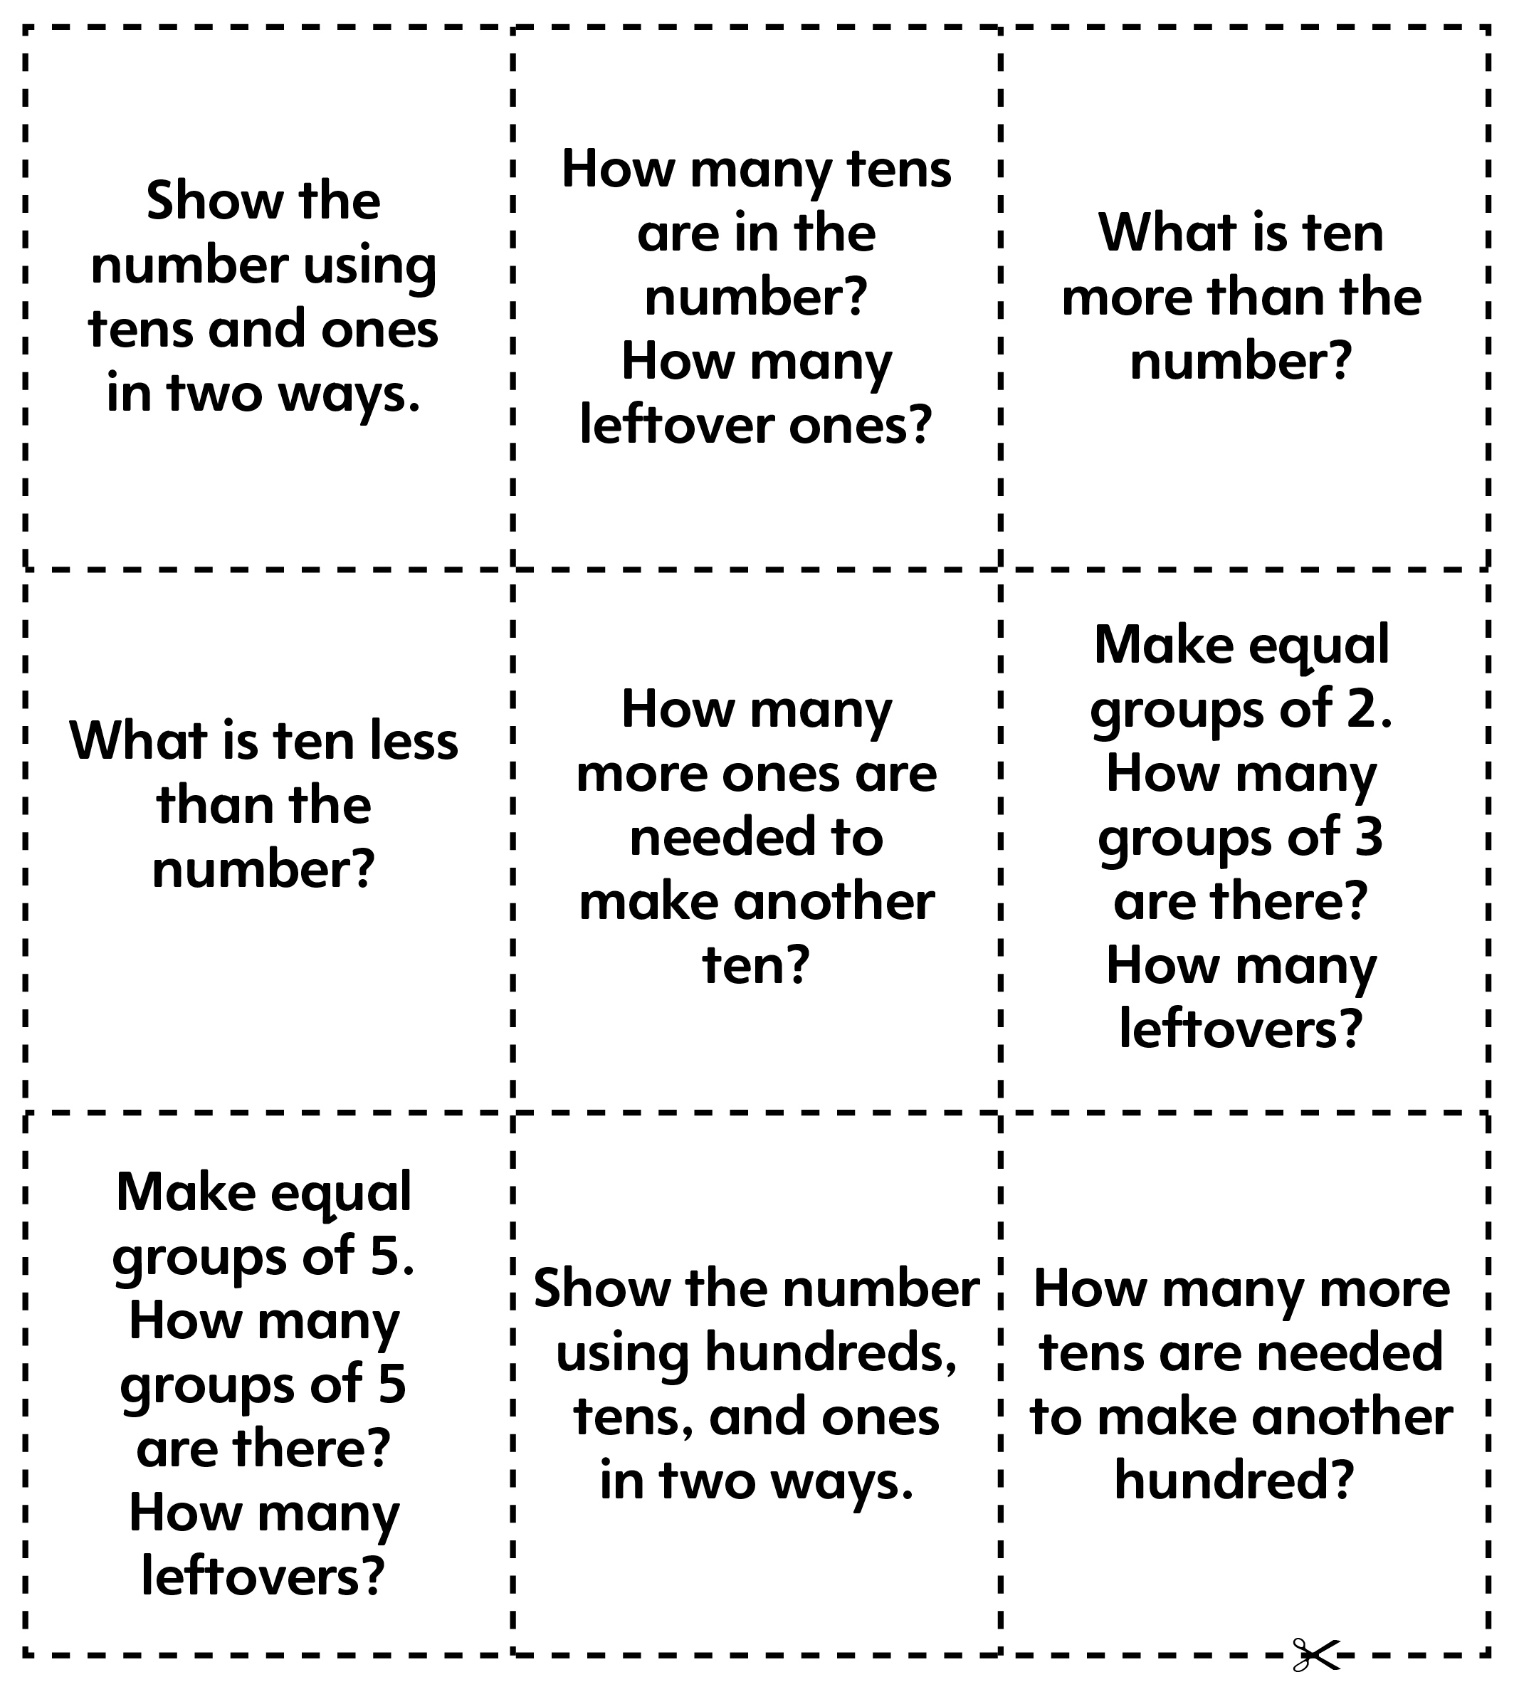 Show the
number using
tens and ones
in two ways.
How many tens
are in the
number?
How many
leftover ones?
What is ten
more than the
number?
What is ten less
than the
number?
How many
more ones are
needed to
make another
ten?
Make equal
groups of 2.
How many
groups of 3
are there?
How many
leftovers?
Make equal
groups of 5.
How many
groups of 5
are there?
How many
leftovers?
Show the number
using hundreds,
tens, and ones
in two ways.
How many more
tens are needed
to make another
hundred?